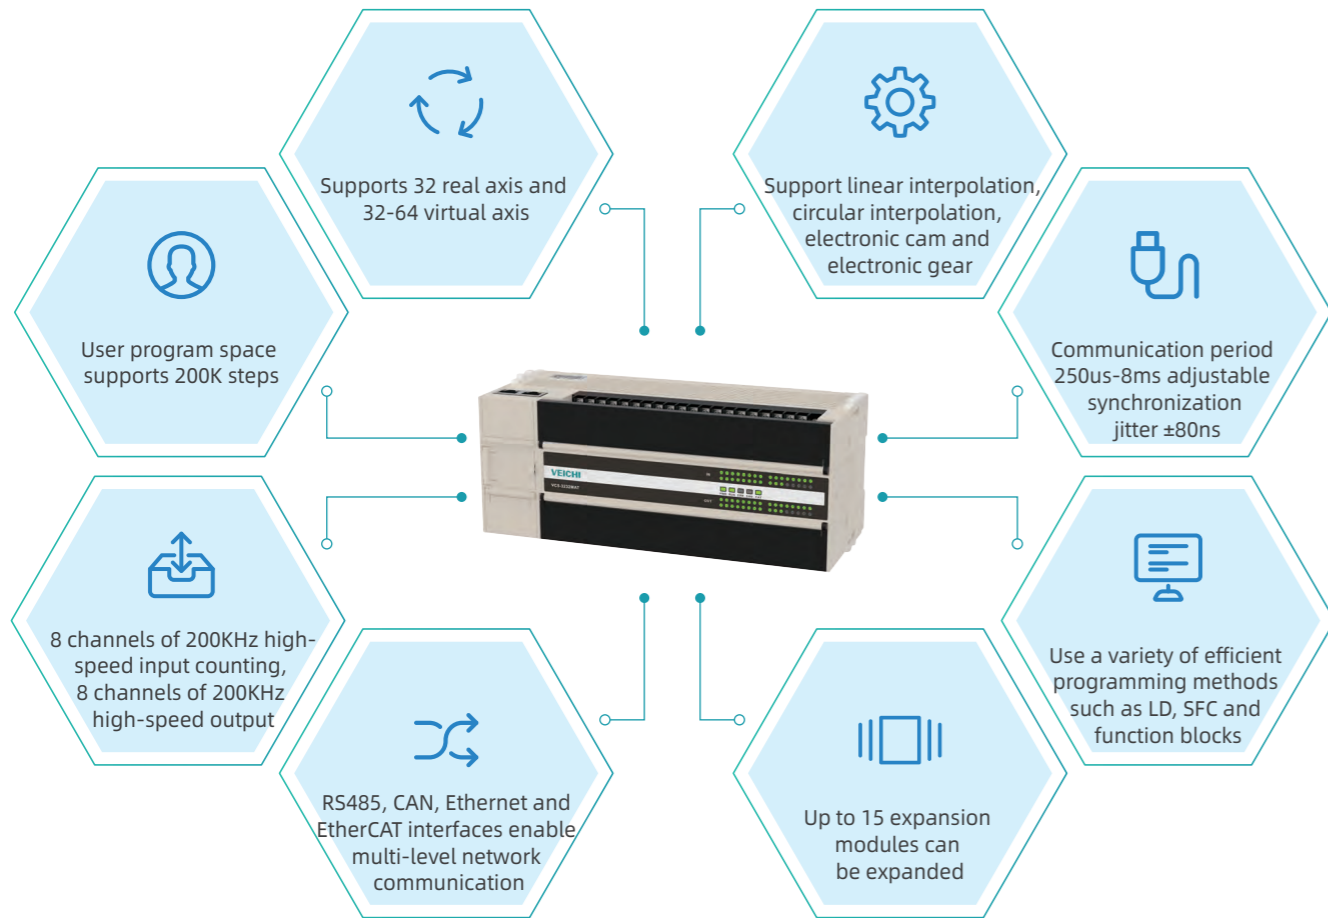 Supports 32 real axis and
32-64 virtual axis
Support linear interpolation,
circular interpolation,
electronic cam and
electronic gear
User program space
supports 200K steps
Communication period
250us-8ms adjustable
synchronization
jitter ±80ns
VEICHI
8 channels of 200KHz high-
speed input counting,
8 channels of 200KHz
high-speed output
Use a variety of efficient
programming methods
such as LD, SFC and
function blocks
RS485, CAN, Ethernet and
EtherCAT interfaces enable
multi-level network
communication
Up to 15 expansion
modules can
be expanded